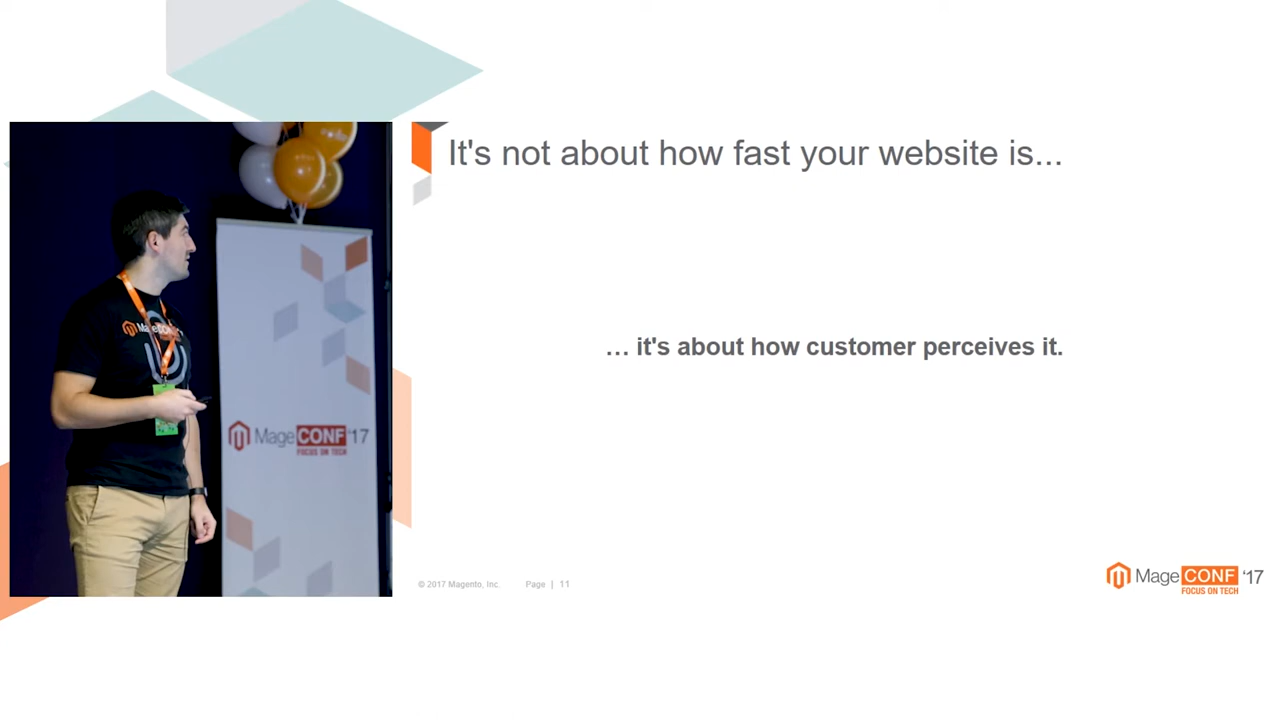 It's not about how fast your website is...
… it's about how customer perceives it.
MageCONF '17
FOCUS ON TECH
© 2017 Magento, Inc. Page | 11
MageCONF '17
FOCUS ON TECH